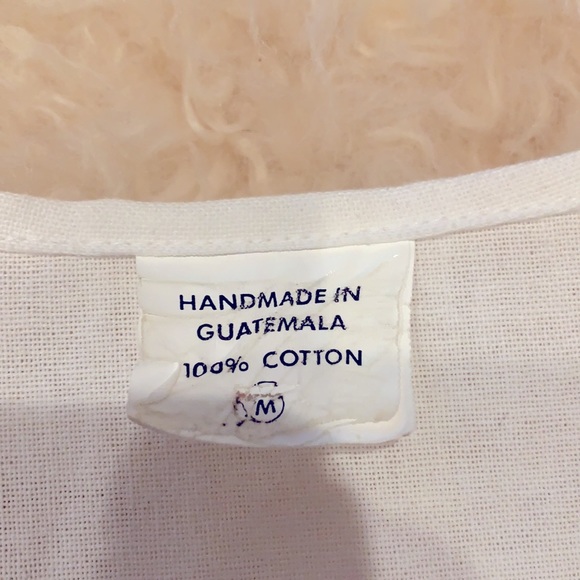 HANDMADE IN
GUATEMALA
100% COTTON
M